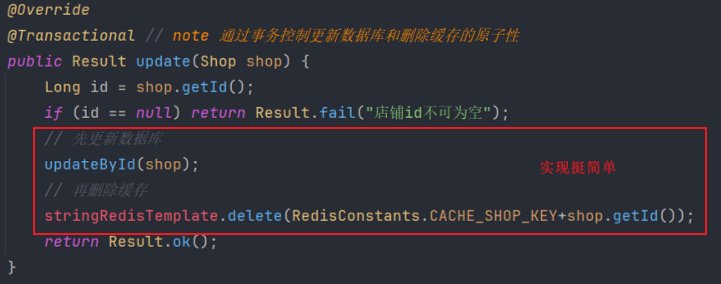 @Override
@Transactional // note 通过事务控制更新数据库和删除缓存的原子性
public Result update(Shop shop) {
Long id = shop.getId();
if (id == null) return Result.fail("店铺id不可为空");
// 先更新数据库
updateById(shop);
实现挺简单
// 再删除缓存
stringRedisTemplate.delete(RedisConstants.CACHE_SHOP_KEY+shop.getId());
return Result.ok();
}